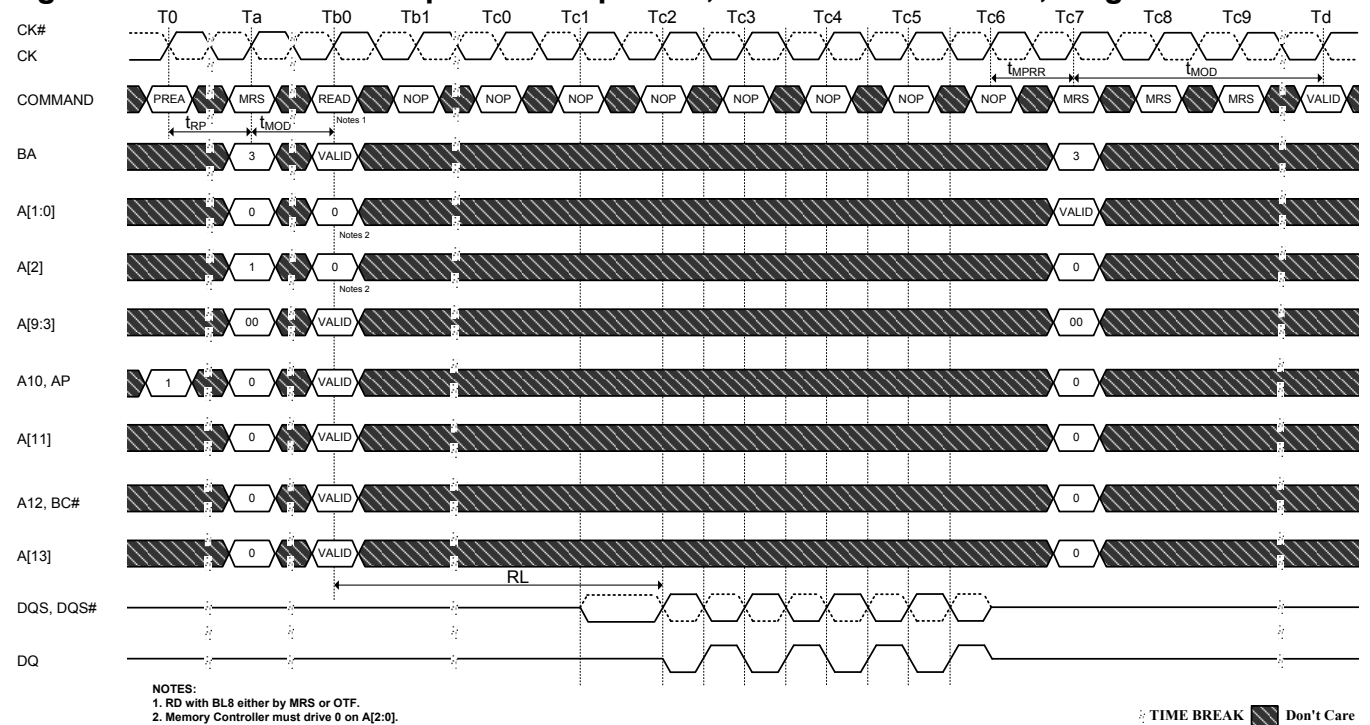 T0 Ta Tb0 Tb1 Tc0 Tc1 Tc2 Tc3 Tc4 Tc5 Tc6 Tc7 Tc8 Tc9 Td
CK#
CK
tMPRR tMOD
COMMAND PREA MRS READ NOP NOP NOP NOP NOP NOP NOP NOP MRS MRS MRS VALID
Notes 1
tRP tMOD
BA 3 VALID 3
A[1:0] 0 0 VALID
Notes 2
A[2] 1 0 0
Notes 2
A[9:3] 00 VALID 00
A10, AP 1 0 VALID 0
A[11] 0 VALID 0
A12, BC# 0 VALID 0
A[13] 0 VALID 0
RL
DQS, DQS#
DQ
NOTES:
1. RD with BL8 either by MRS or OTF.
2. Memory Controller must drive 0 on A[2:0].
TIME BREAK Don't Care